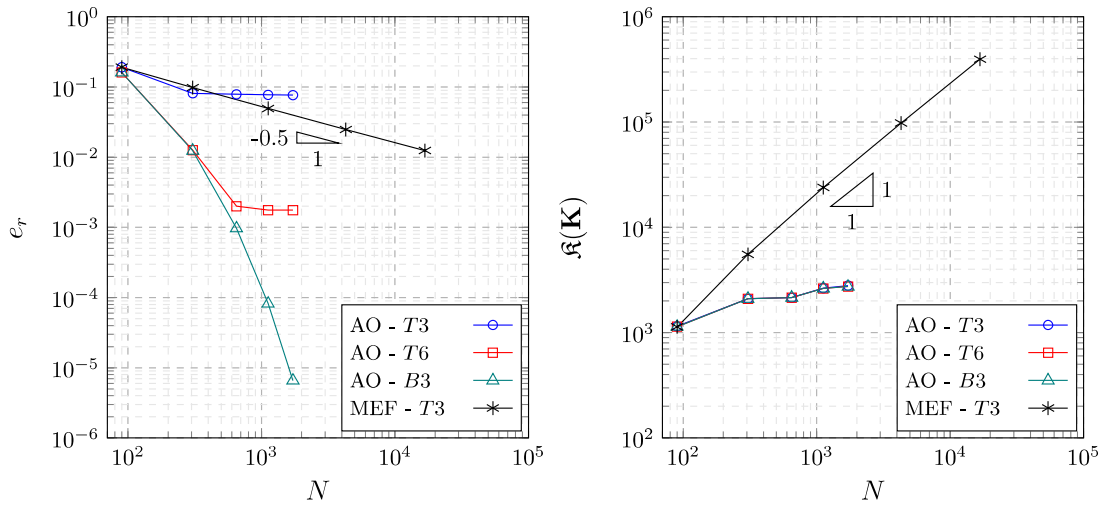 10^0
10^-1
10^-2
10^-3
10^-4
10^-5
10^-6
e_r
-0.5
1
AO - T3
AO - T6
AO - B3
MEF - T3
10^2 10^3 10^4 10^5
N
10^6
10^5
10^4
10^3
10^2
𝔎(K)
1
1
AO - T3
AO - T6
AO - B3
MEF - T3
10^2 10^3 10^4 10^5
N